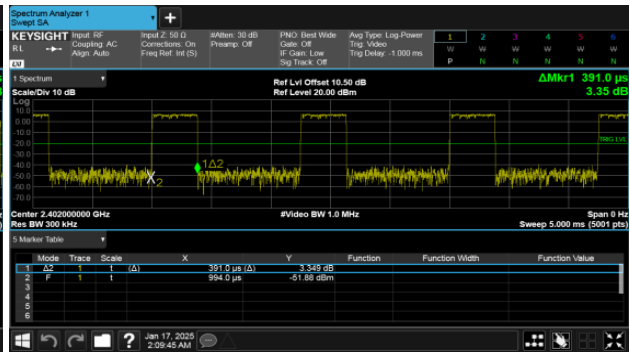 Spectrum Analyzer 1
Swept SA
+
KEYSIGHT
RL
LXI
Input: RF
Coupling: AC
Align: Auto
Input Z: 50 Ω
Corrections: On
Freq Ref: Int (S)
#Atten: 30 dB
Preamp: Off
PNO: Best Wide
Gate: Off
IF Gain: Low
Sig Track: Off
Avg Type: Log-Power
Trig: Video
Trig Delay: -1.000 ms
1 2 3 4 5 6
W W W W W W
P N N N N N
1 Spectrum
Scale/Div 10 dB
Ref Lvl Offset 10.50 dB
Ref Level 20.00 dBm
ΔMkr1 391.0 µs
3.35 dB
Log
10.0
0.00
-10.0
-20.0
-30.0
-40.0
-50.0
-60.0
-70.0
TRIG LVL
1Δ2
X2
Center 2.402000000 GHz
Res BW 300 kHz
#Video BW 1.0 MHz
Span 0 Hz
Sweep 5.000 ms (5001 pts)
5 Marker Table
Mode Trace Scale X Y Function Function Width Function Value
1 Δ2 1 t (Δ) 391.0 µs (Δ) 3.349 dB
2 F 1 t 994.0 µs -51.88 dBm
3
4
5
6
?
Jan 17, 2025
2:09:45 AM